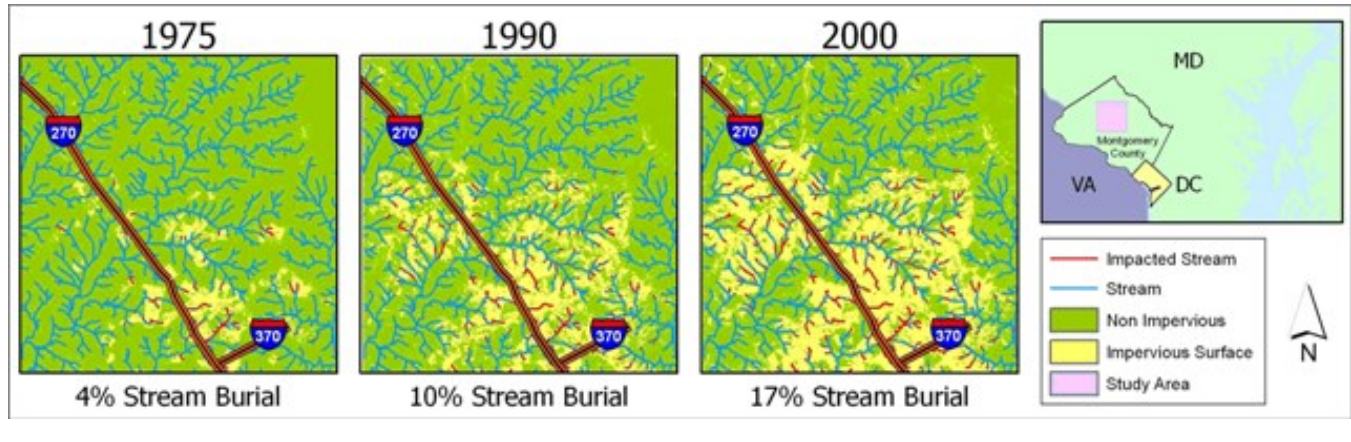 1975
270
370
4% Stream Burial
1990
270
370
10% Stream Burial
2000
270
370
17% Stream Burial
MD
Montgomery
County
VA
DC
Impacted Stream
Stream
Non Impervious
Impervious Surface
Study Area
N